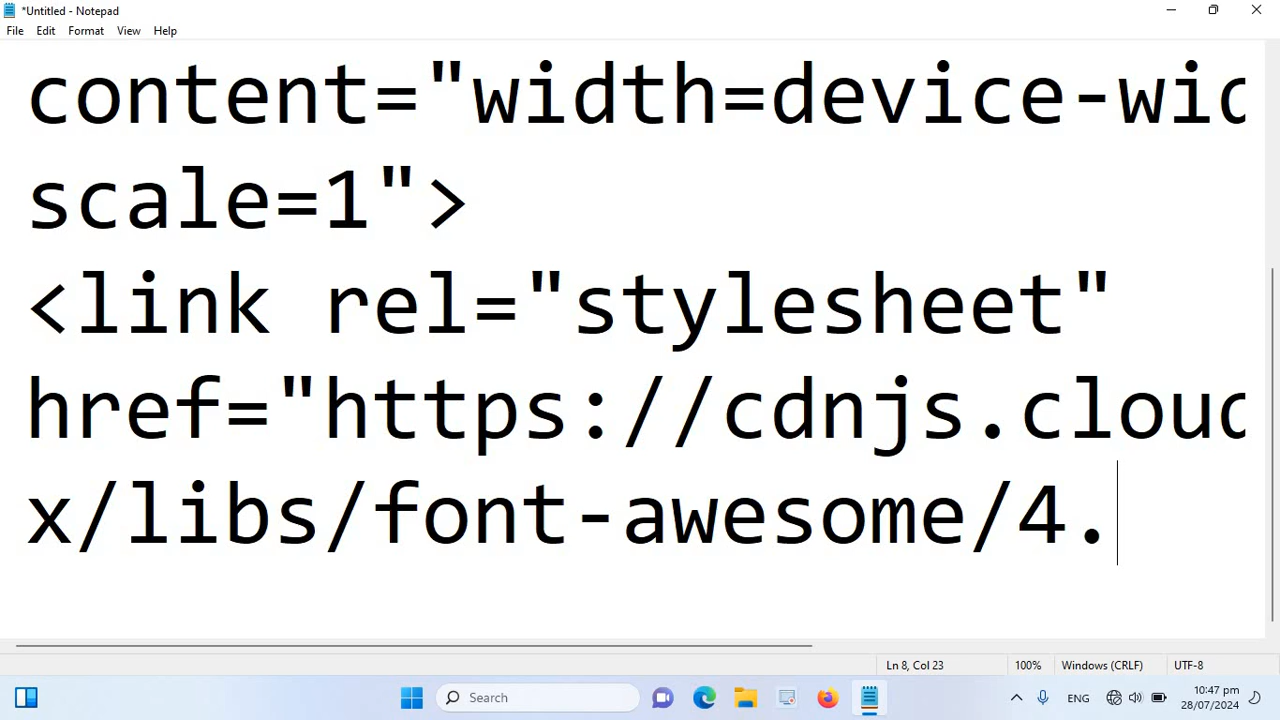 *Untitled - Notepad
File Edit Format View Help
content="width=device-wid
scale=1">
<link rel="stylesheet"
href="https://cdnjs.cloud
x/libs/font-awesome/4.
Ln 8, Col 23 100% Windows (CRLF) UTF-8
Search ENG 10:47 pm
28/07/2024